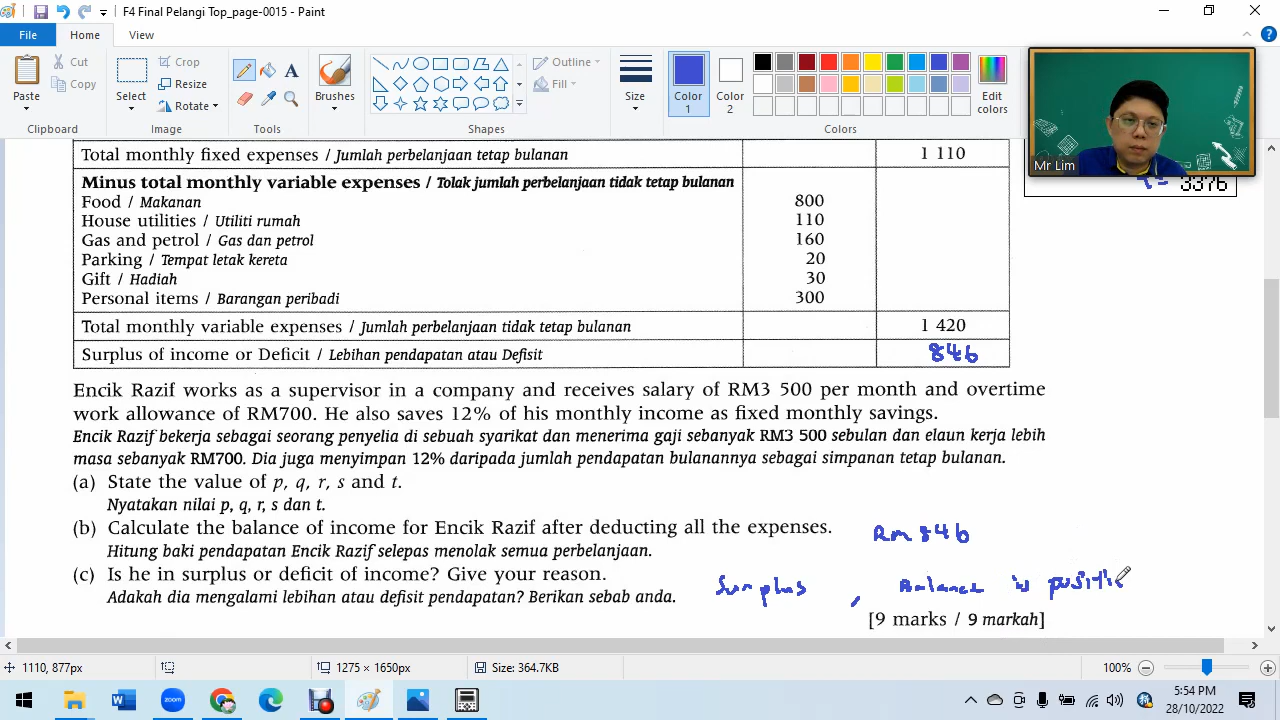 F4 Final Pelangi Top_page-0015 - Paint
File Home View
Paste Cut Copy Clipboard
Select Crop Resize Rotate Image
Tools
Brushes
Outline Fill Shapes
Size
Color 1 Color 2 Edit colors Colors
Mr Lim
t = 3376
Total monthly fixed expenses / Jumlah perbelanjaan tetap bulanan 1 110
Minus total monthly variable expenses / Tolak jumlah perbelanjaan tidak tetap bulanan
Food / Makanan 800
House utilities / Utiliti rumah 110
Gas and petrol / Gas dan petrol 160
Parking / Tempat letak kereta 20
Gift / Hadiah 30
Personal items / Barangan peribadi 300
Total monthly variable expenses / Jumlah perbelanjaan tidak tetap bulanan 1 420
Surplus of income or Deficit / Lebihan pendapatan atau Defisit 846
Encik Razif works as a supervisor in a company and receives salary of RM3 500 per month and overtime
work allowance of RM700. He also saves 12% of his monthly income as fixed monthly savings.
Encik Razif bekerja sebagai seorang penyelia di sebuah syarikat dan menerima gaji sebanyak RM3 500 sebulan dan elaun kerja lebih
masa sebanyak RM700. Dia juga menyimpan 12% daripada jumlah pendapatan bulanannya sebagai simpanan tetap bulanan.
(a) State the value of p, q, r, s and t.
Nyatakan nilai p, q, r, s dan t.
(b) Calculate the balance of income for Encik Razif after deducting all the expenses. Rm 846
Hitung baki pendapatan Encik Razif selepas menolak semua perbelanjaan.
(c) Is he in surplus or deficit of income? Give your reason.
Adakah dia mengalami lebihan atau defisit pendapatan? Berikan sebab anda. Surplus , Balance is positi
[9 marks / 9 markah]
1110, 877px 1275 × 1650px Size: 364.7KB 100%
zoom
5:54 PM
28/10/2022